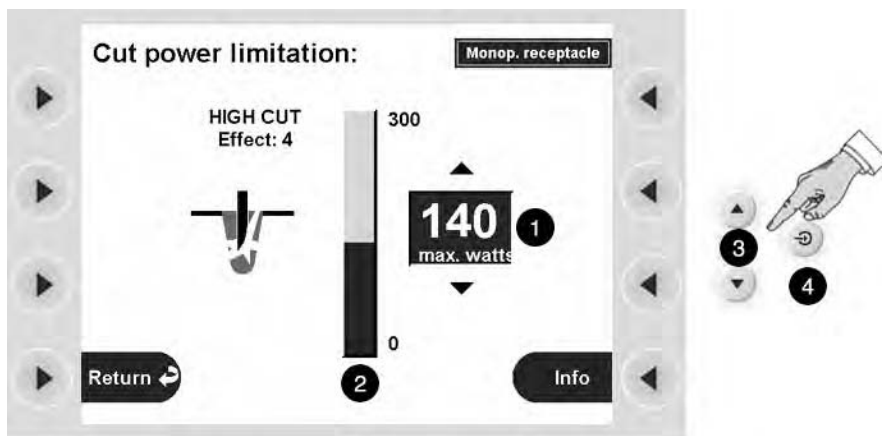 Cut power limitation:
Monop. receptacle
HIGH CUT
Effect: 4
300
140
max. watts
1
3
4
0
Return
2
Info